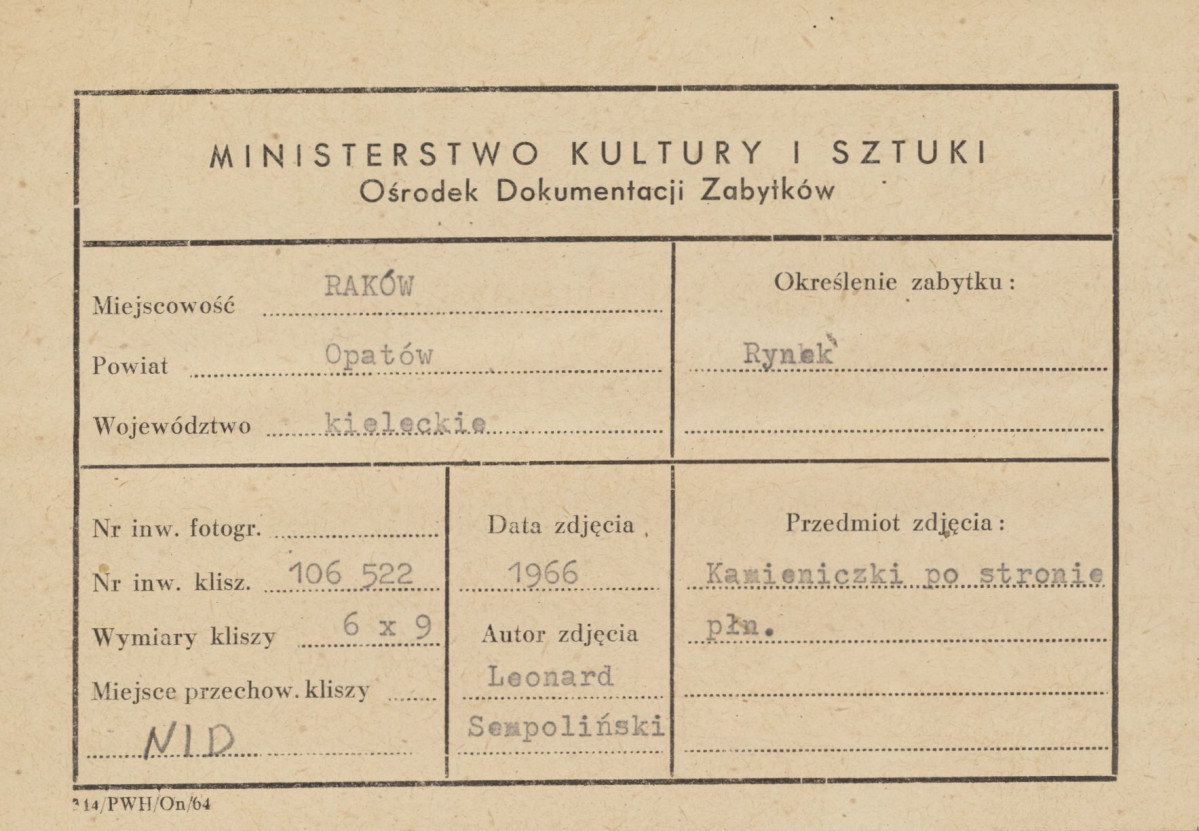 MINISTERSTWO KULTURY I SZTUKI
Ośrodek Dokumentacji Zabytków
Miejscowość RAKÓW
Powiat Opatów
Województwo kieleckie
Określenie zabytku:
Rynek
Nr inw. fotogr.
Nr inw. klisz. 106 522
Wymiary kliszy 6 x 9
Miejsce przechow. kliszy
NID
Data zdjęcia
1966
Autor zdjęcia
Leonard
Sempoliński
Przedmiot zdjęcia:
Kamieniczki po stronie
płn.
314/PWH/On/64